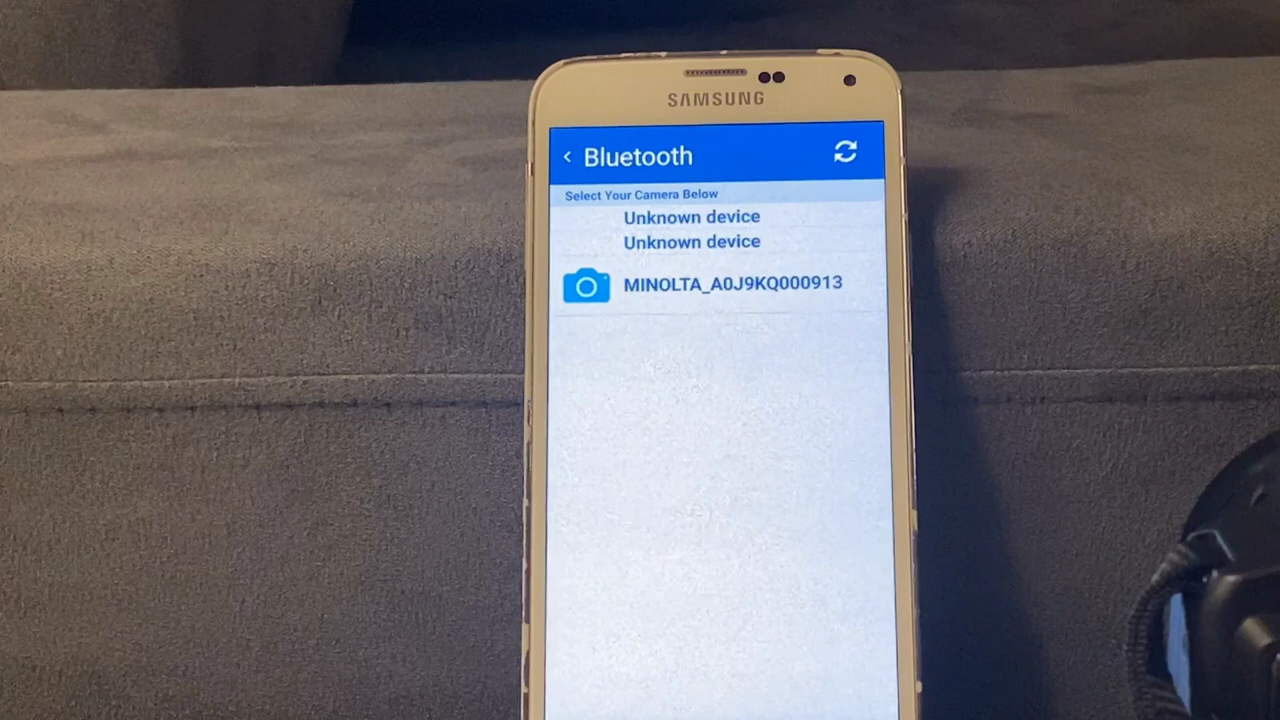 SAMSUNG
< Bluetooth
Select Your Camera Below
Unknown device
Unknown device
MINOLTA_A0J9KQ000913